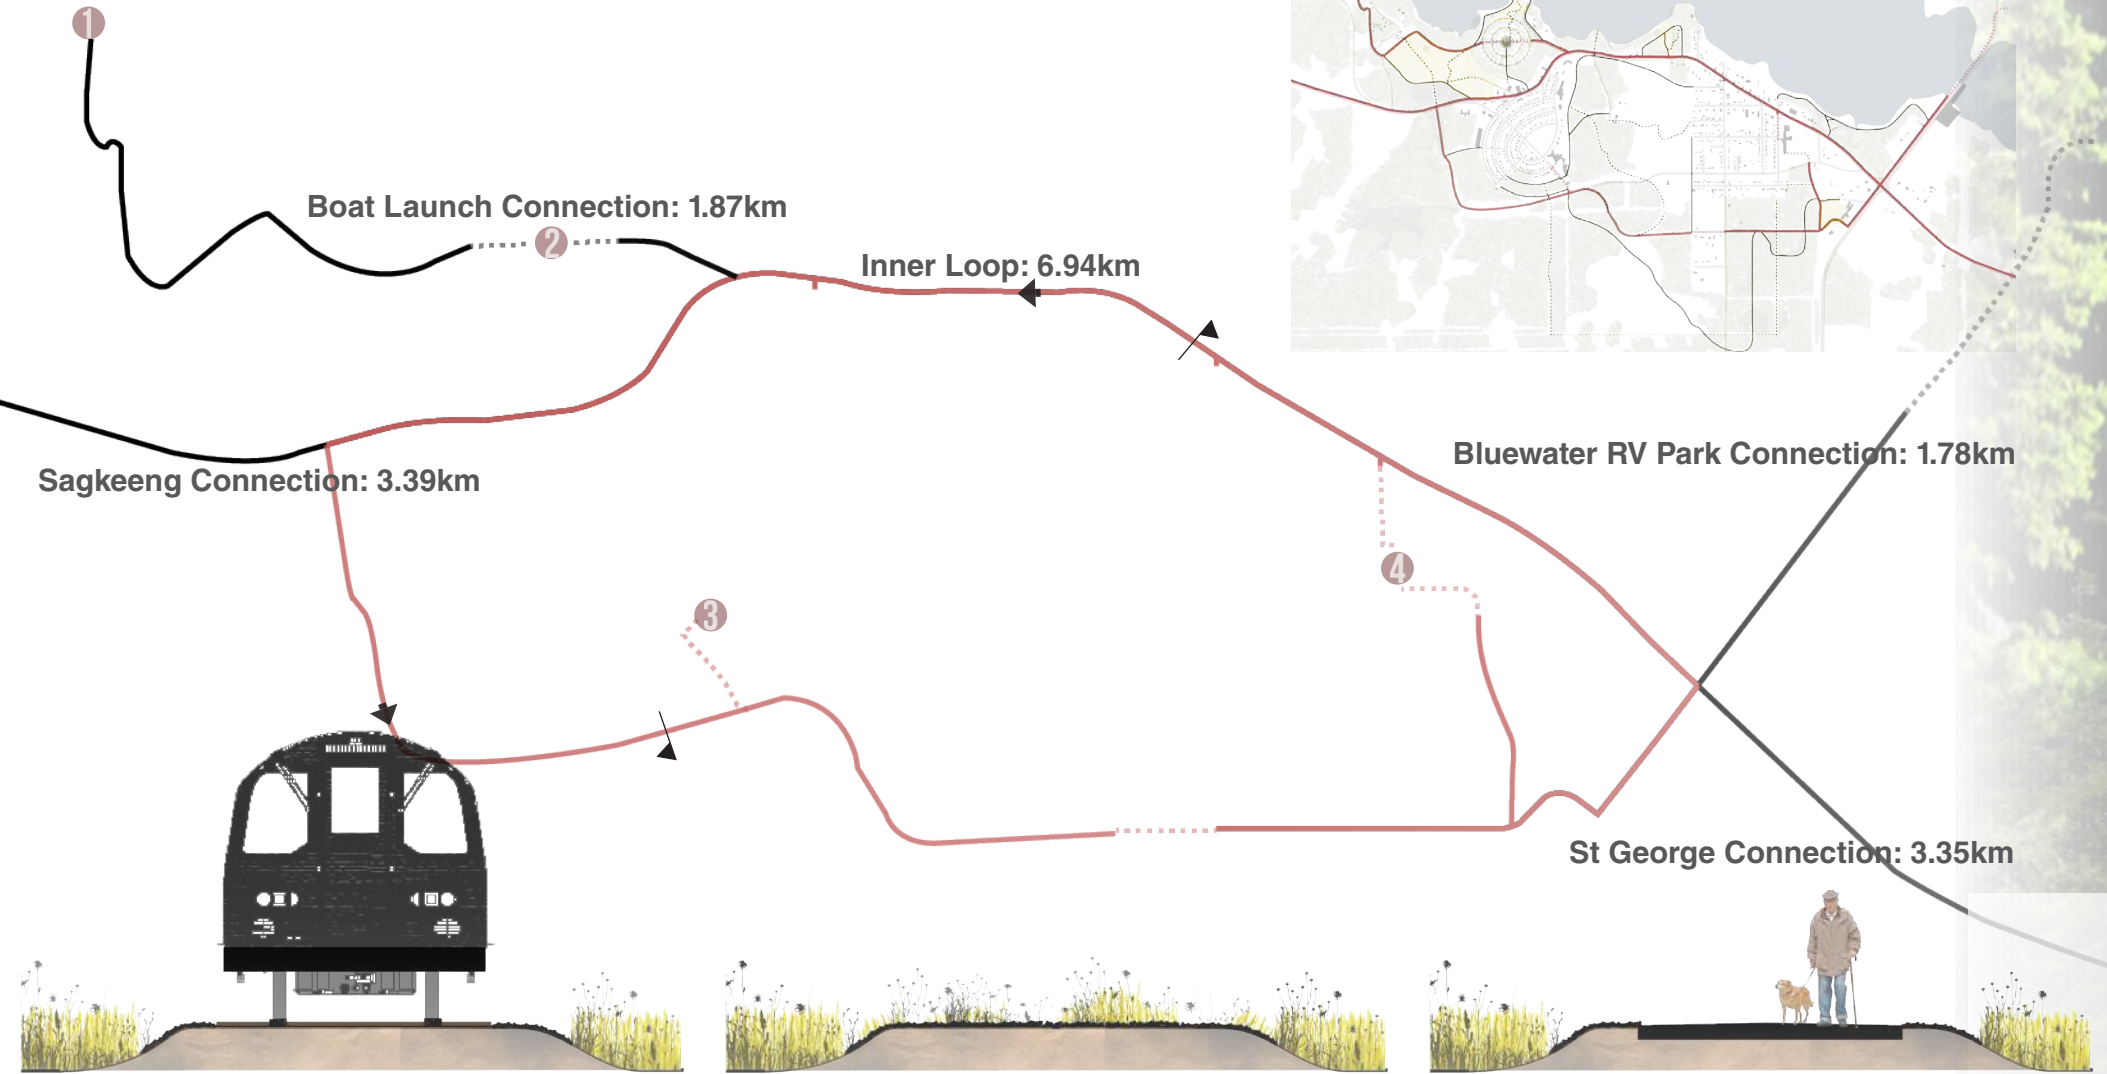 1
Boat Launch Connection: 1.87km
2
Inner Loop: 6.94km
Bluewater RV Park Connection: 1.78km
Sagkeeng Connection: 3.39km
4
3
St George Connection: 3.35km